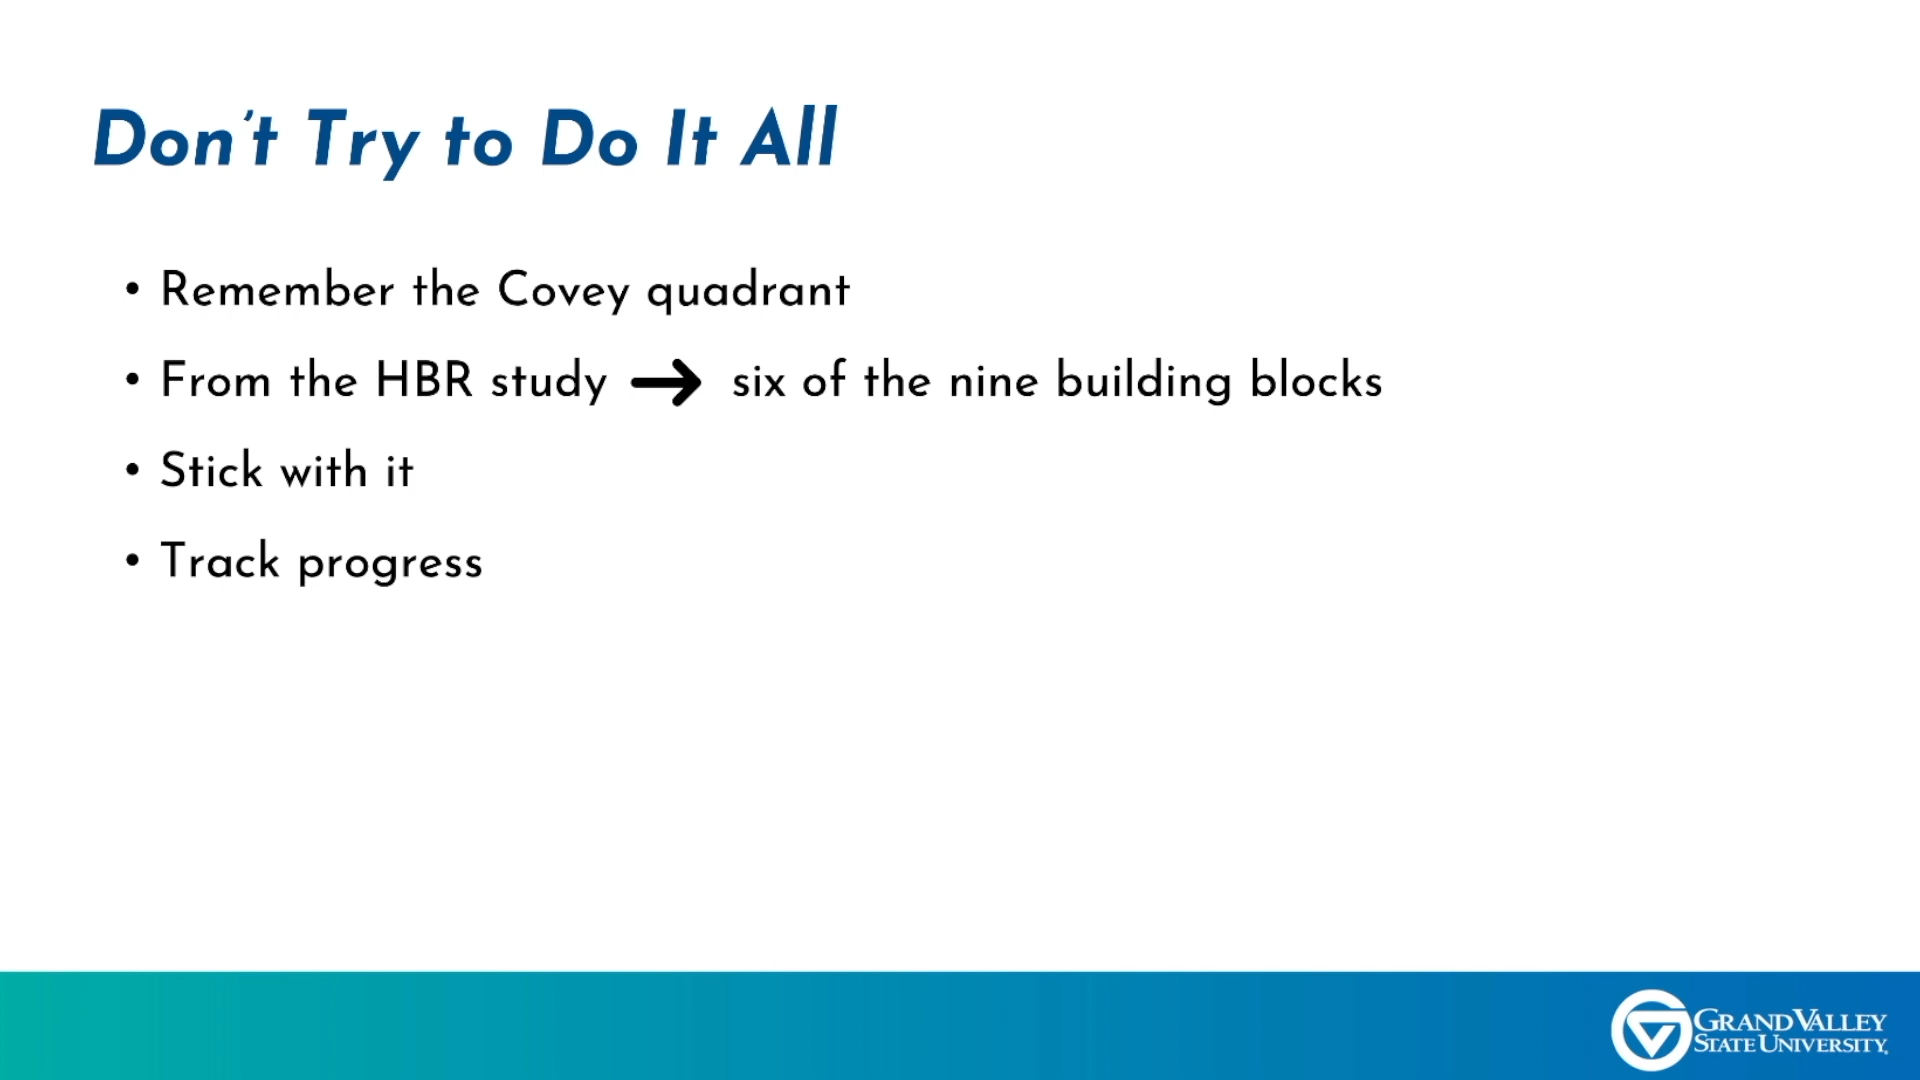 Don't Try to Do It All
• Remember the Covey quadrant
• From the HBR study → six of the nine building blocks
• Stick with it
• Track progress
GRAND VALLEY
STATE UNIVERSITY